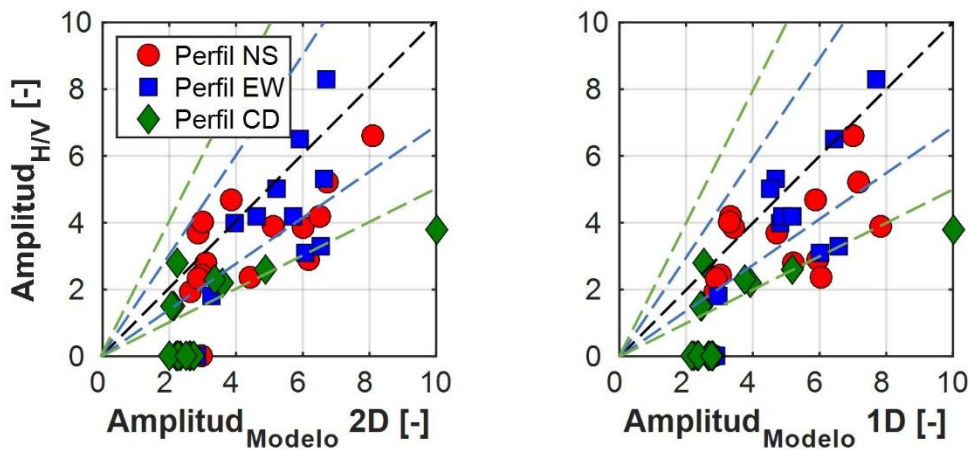 10
8
6
4
2
0
Amplitud H/V [-]
Perfil NS
Perfil EW
Perfil CD
0 2 4 6 8 10
Amplitud Modelo 2D [-]
10
8
6
4
2
0
0 2 4 6 8 10
Amplitud Modelo 1D [-]